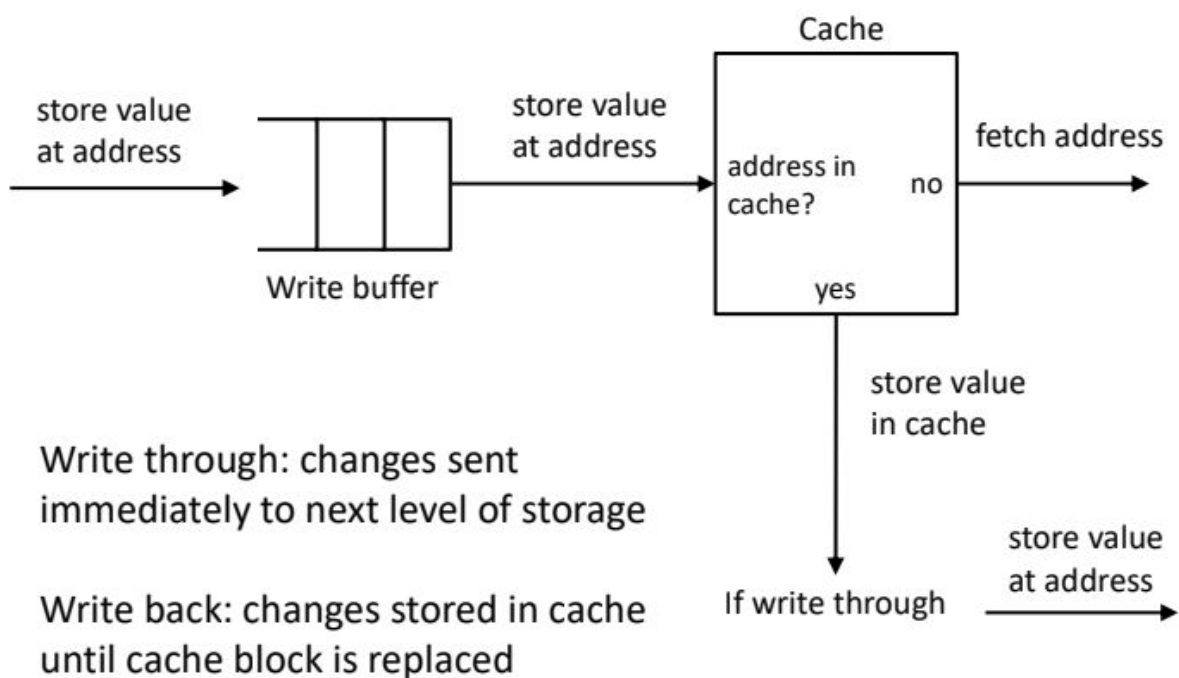 Cache
store value
at address
store value
at address
fetch address
address in
cache?
no
Write buffer
yes
store value
in cache
Write through: changes sent
immediately to next level of storage
store value
at address
If write through
Write back: changes stored in cache
until cache block is replaced